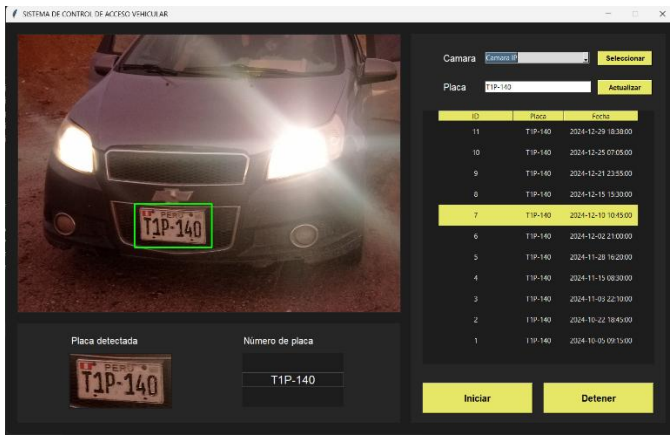 SISTEMA DE CONTROL DE ACCESO VEHICULAR
PERU
T1P-140
Placa detectada
PERU
T1P-140
Número de placa
T1P-140
Camara Camara IP Seleccionar
Placa T1P-140 Actualizar
ID Placa Fecha
11 T1P-140 2024-12-29 18:38:00
10 T1P-140 2024-12-25 07:05:00
9 T1P-140 2024-12-21 23:55:00
8 T1P-140 2024-12-15 15:30:00
7 T1P-140 2024-12-10 10:45:00
6 T1P-140 2024-12-02 21:00:00
5 T1P-140 2024-11-28 16:20:00
4 T1P-140 2024-11-15 08:30:00
3 T1P-140 2024-11-03 22:10:00
2 T1P-140 2024-10-22 18:45:00
1 T1P-140 2024-10-05 09:15:00
Iniciar Detener